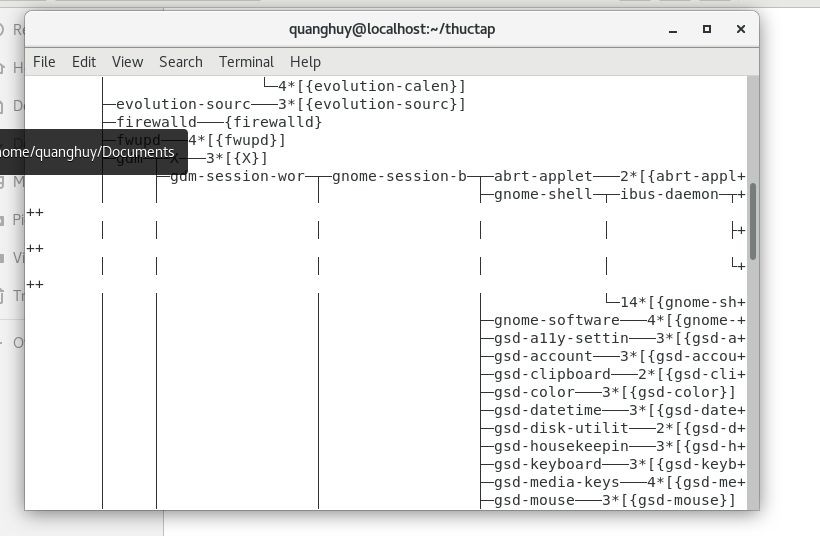 quanghuy@localhost:~/thuctap
File Edit View Search Terminal Help
└─4*[{evolution-calen}]
├─evolution-sourc───3*[{evolution-sourc}]
├─firewalld───{firewalld}
├─fwupd───4*[{fwupd}]
├─gdm─┬─X───3*[{X}]
home/quanghuy/Documents
├─gdm-session-wor─┬─gnome-session-b─┬─abrt-applet───2*[{abrt-appl+
├─gnome-shell─┬─ibus-daemon─┬+
++
│ │ │ │ │ ├+
++
│ │ │ │ │ └+
++
│ │ │ │ └─14*[{gnome-sh+
├─gnome-software───4*[{gnome-+
├─gsd-a11y-settin───3*[{gsd-a+
├─gsd-account───3*[{gsd-accou+
├─gsd-clipboard───2*[{gsd-cli+
├─gsd-color───3*[{gsd-color}]
├─gsd-datetime───3*[{gsd-date+
├─gsd-disk-utilit───2*[{gsd-d+
├─gsd-housekeepin───3*[{gsd-h+
├─gsd-keyboard───3*[{gsd-keyb+
├─gsd-media-keys───4*[{gsd-me+
├─gsd-mouse───3*[{gsd-mouse}]